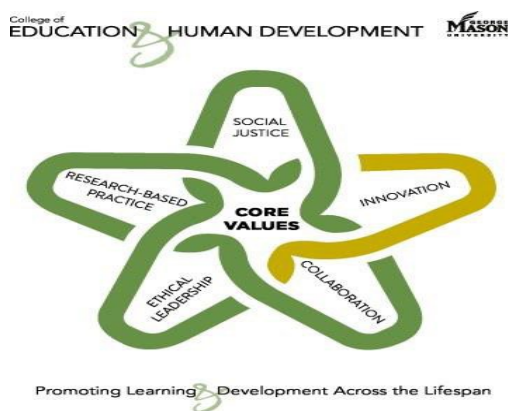 College of
EDUCATION & HUMAN DEVELOPMENT
GEORGE
MASON
UNIVERSITY
SOCIAL
JUSTICE
RESEARCH-BASED
PRACTICE
INNOVATION
CORE
VALUES
ETHICAL
LEADERSHIP
COLLABORATION
Promoting Learning & Development Across the Lifespan